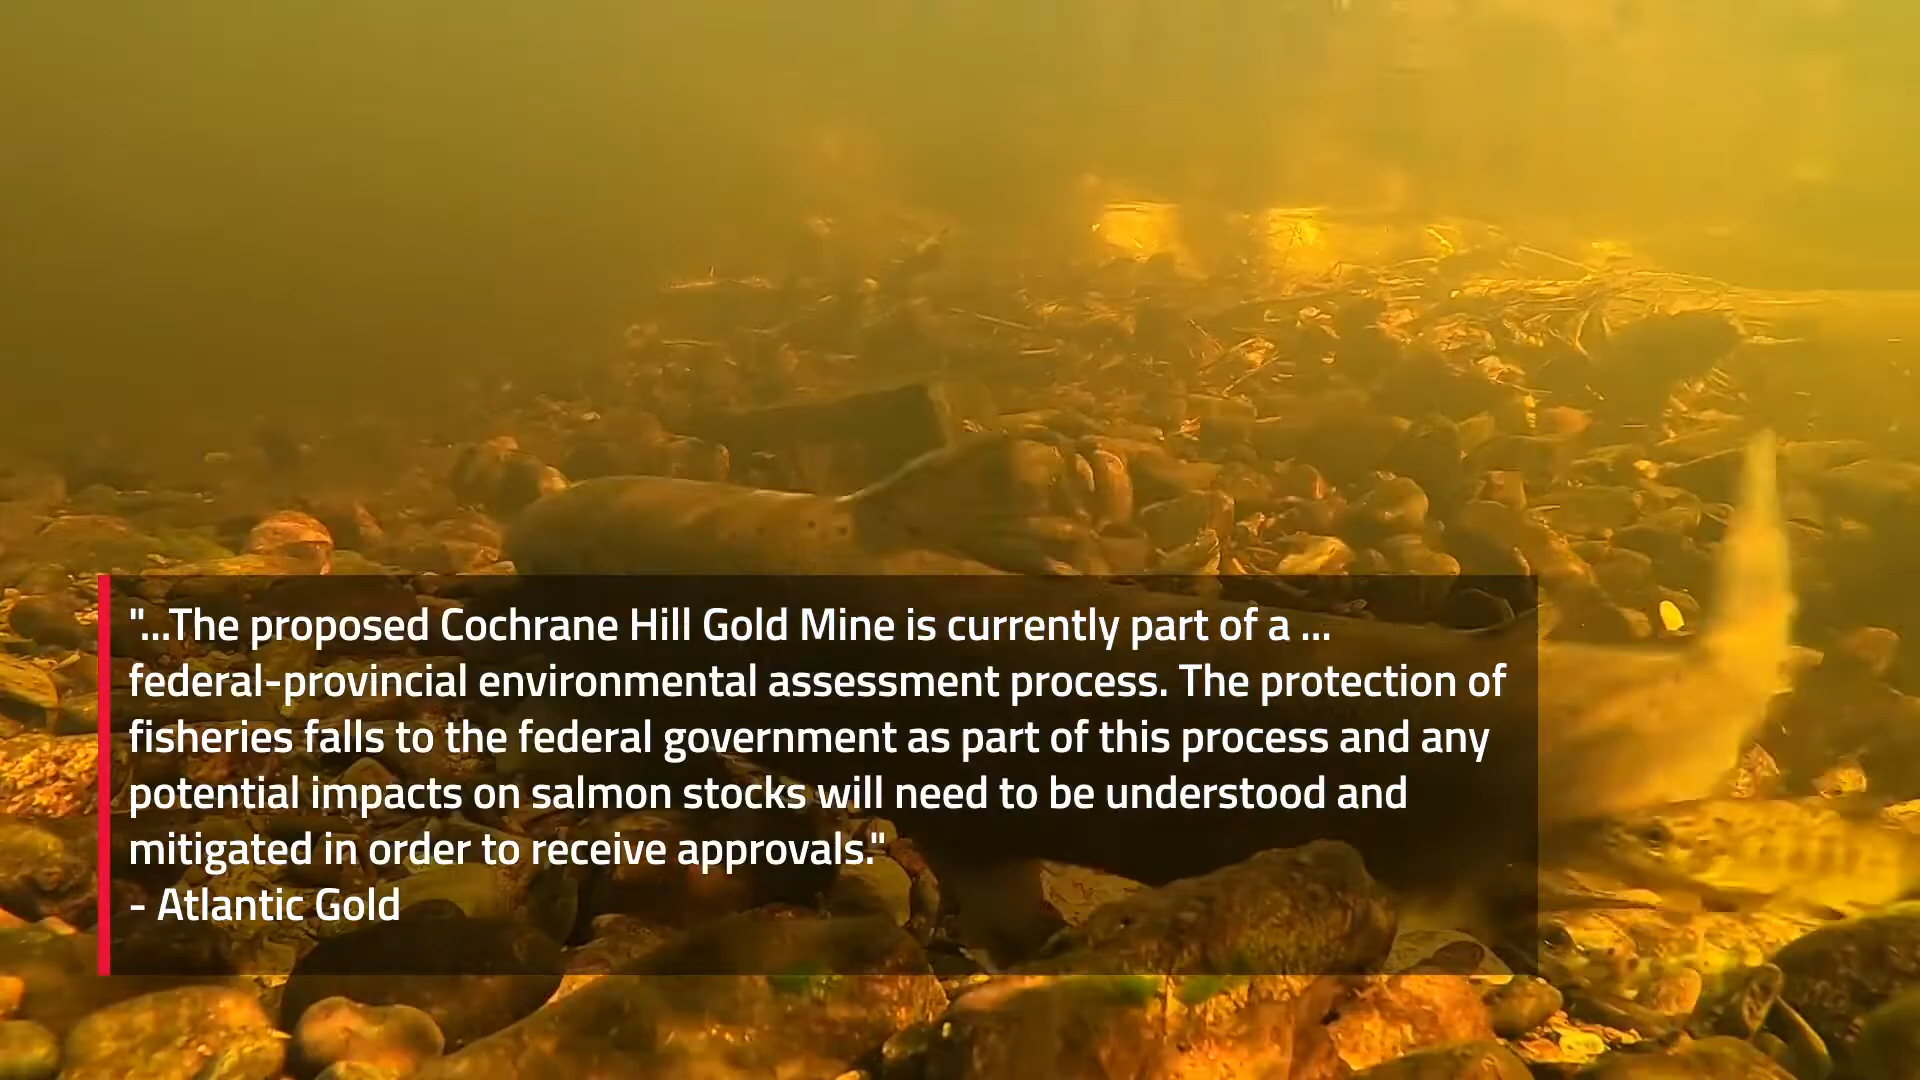 "...The proposed Cochrane Hill Gold Mine is currently part of a ...
federal-provincial environmental assessment process. The protection of
fisheries falls to the federal government as part of this process and any
potential impacts on salmon stocks will need to be understood and
mitigated in order to receive approvals."
- Atlantic Gold